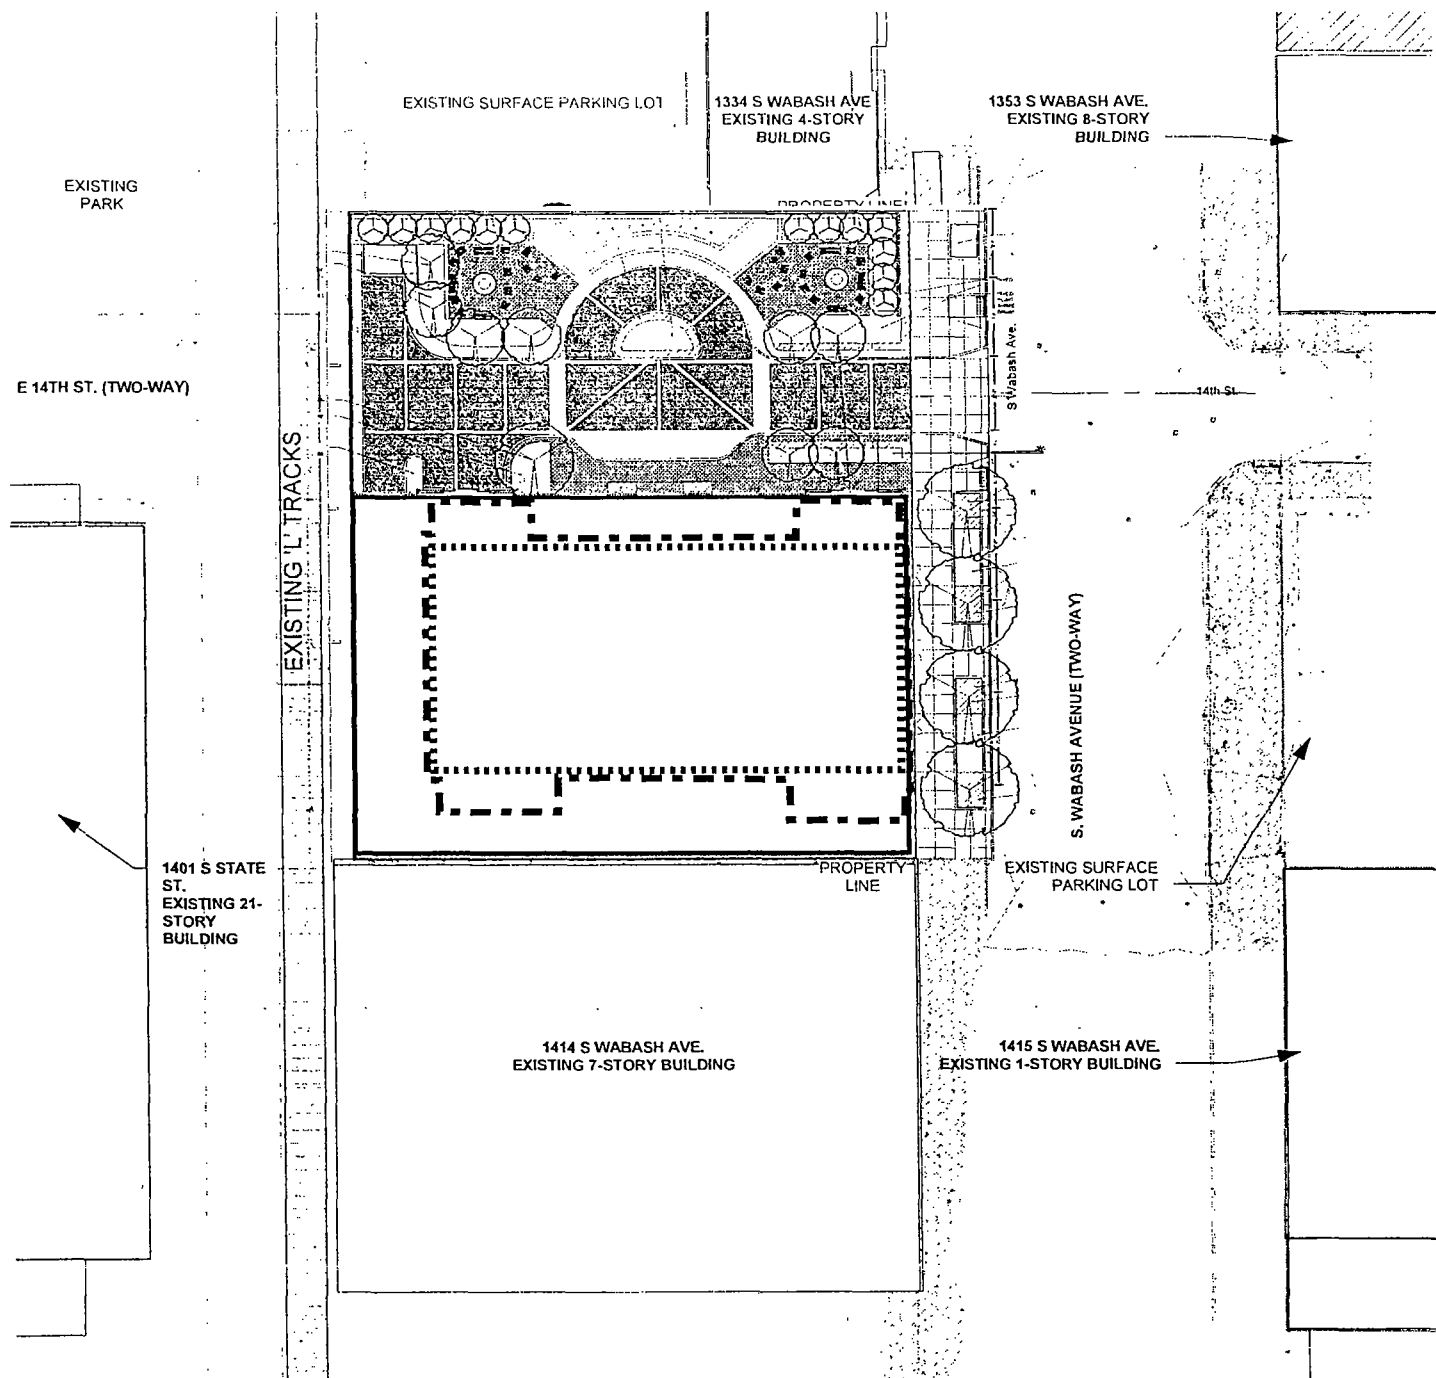 EXISTING SURFACE PARKING LOT
1334 S WABASH AVE
EXISTING 4-STORY
BUILDING
1353 S WABASH AVE.
EXISTING 8-STORY
BUILDING
EXISTING
PARK
PROPERTY LINE
E 14TH ST. (TWO-WAY)
S Wabash Ave.
14th St.
EXISTING 'L' TRACKS
S. WABASH AVENUE (TWO-WAY)
1401 S STATE
ST.
EXISTING 21-
STORY
BUILDING
PROPERTY
LINE
EXISTING SURFACE
PARKING LOT
1414 S WABASH AVE.
EXISTING 7-STORY BUILDING
1415 S WABASH AVE.
EXISTING 1-STORY BUILDING